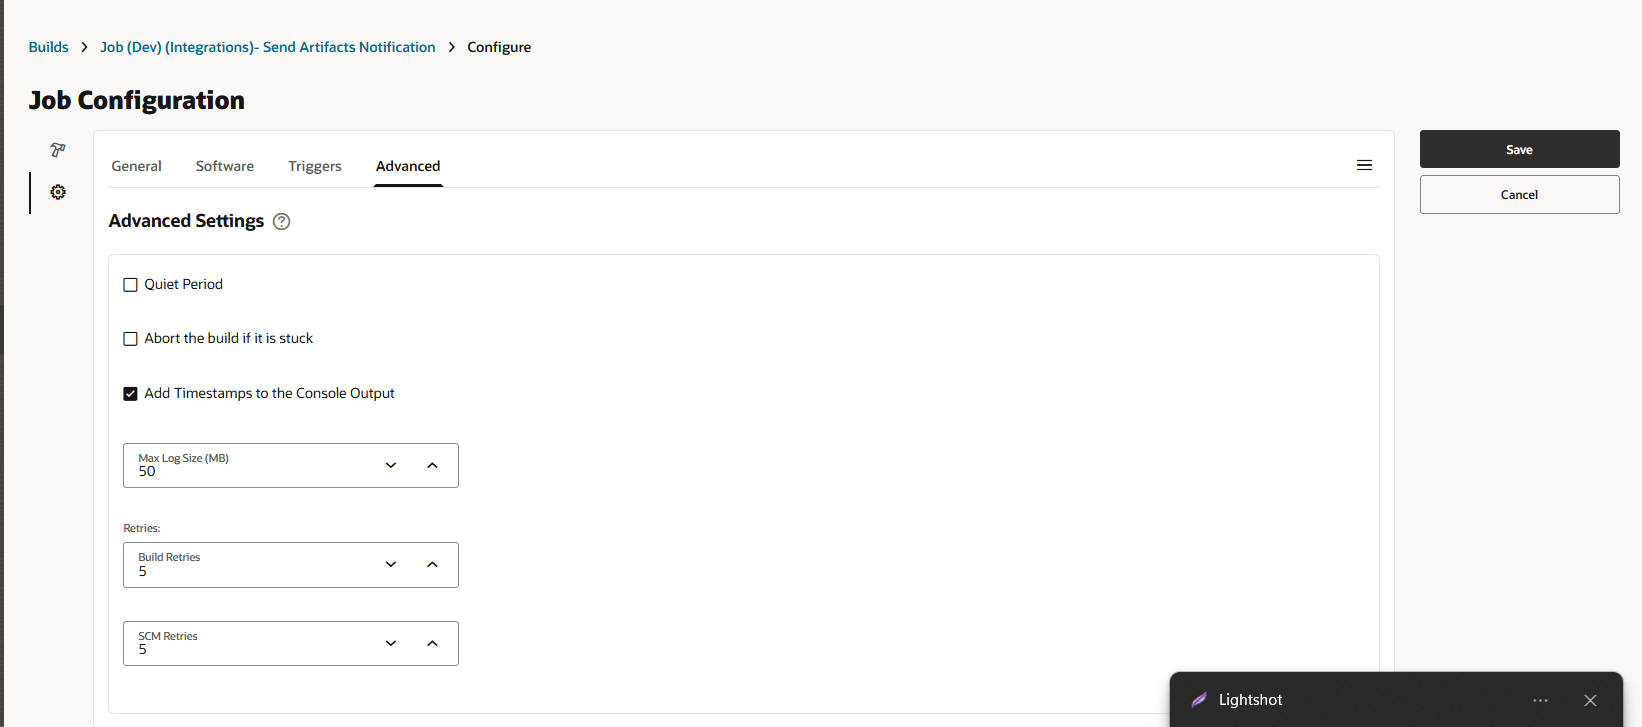 Builds > Job (Dev) (Integrations)- Send Artifacts Notification > Configure
Job Configuration
General Software Triggers Advanced
Save
Cancel
Advanced Settings ?
Quiet Period
Abort the build if it is stuck
Add Timestamps to the Console Output
Max Log Size (MB)
50
Retries:
Build Retries
5
SCM Retries
5
Lightshot